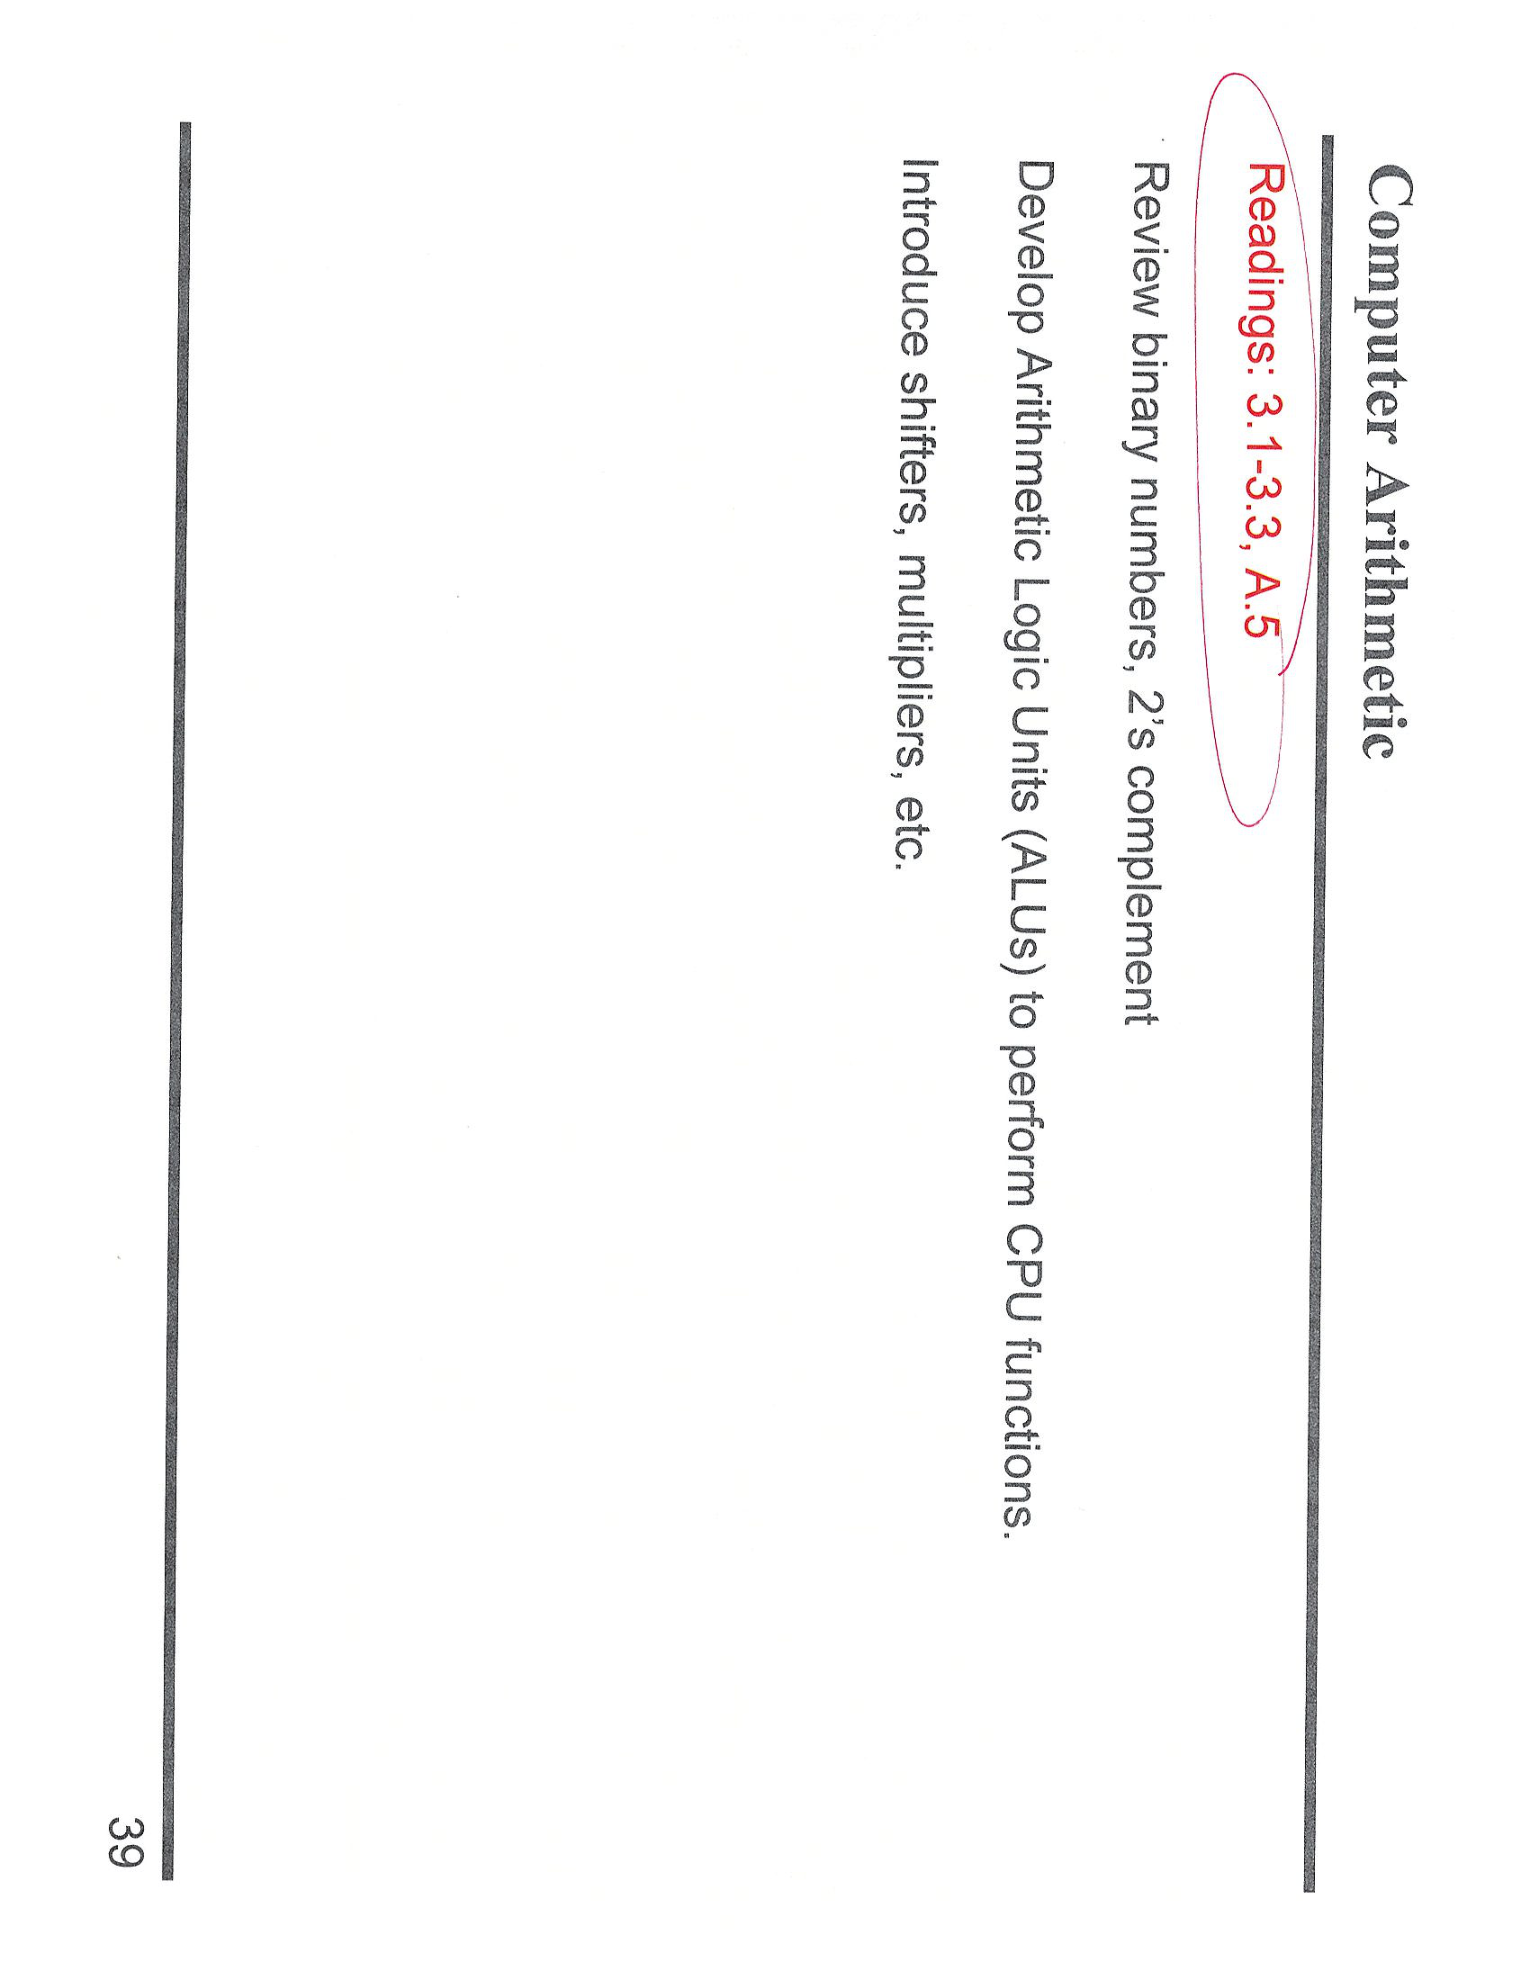 Computer Arithmetic
Readings: 3.1-3.3, A.5
Review binary numbers, 2's complement
Develop Arithmetic Logic Units (ALUs) to perform CPU functions.
Introduce shifters, multipliers, etc.
39